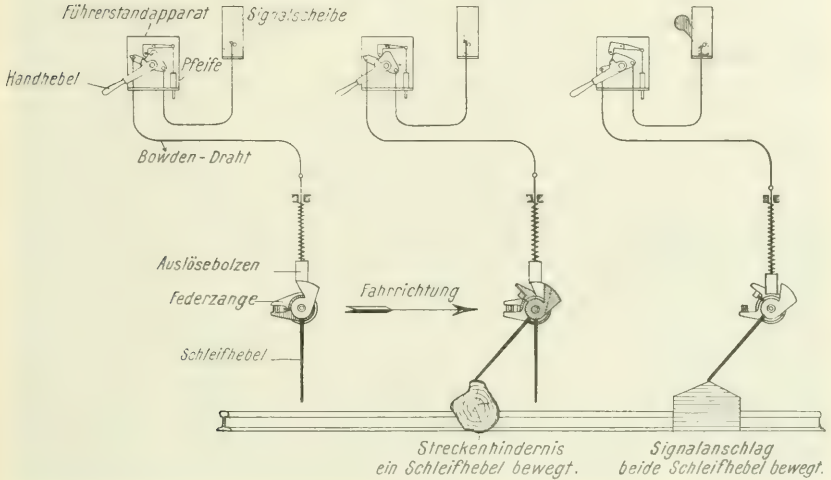 Führerstandapparat
Signalscheibe
Handhebel
Pfeife
Bowden-Draht
Auslösebolzen
Federzange
Fahrrichtung
Schleifhebel
Streckenhindernis
ein Schleifhebel bewegt.
Signalanschlag
beide Schleifhebel bewegt.